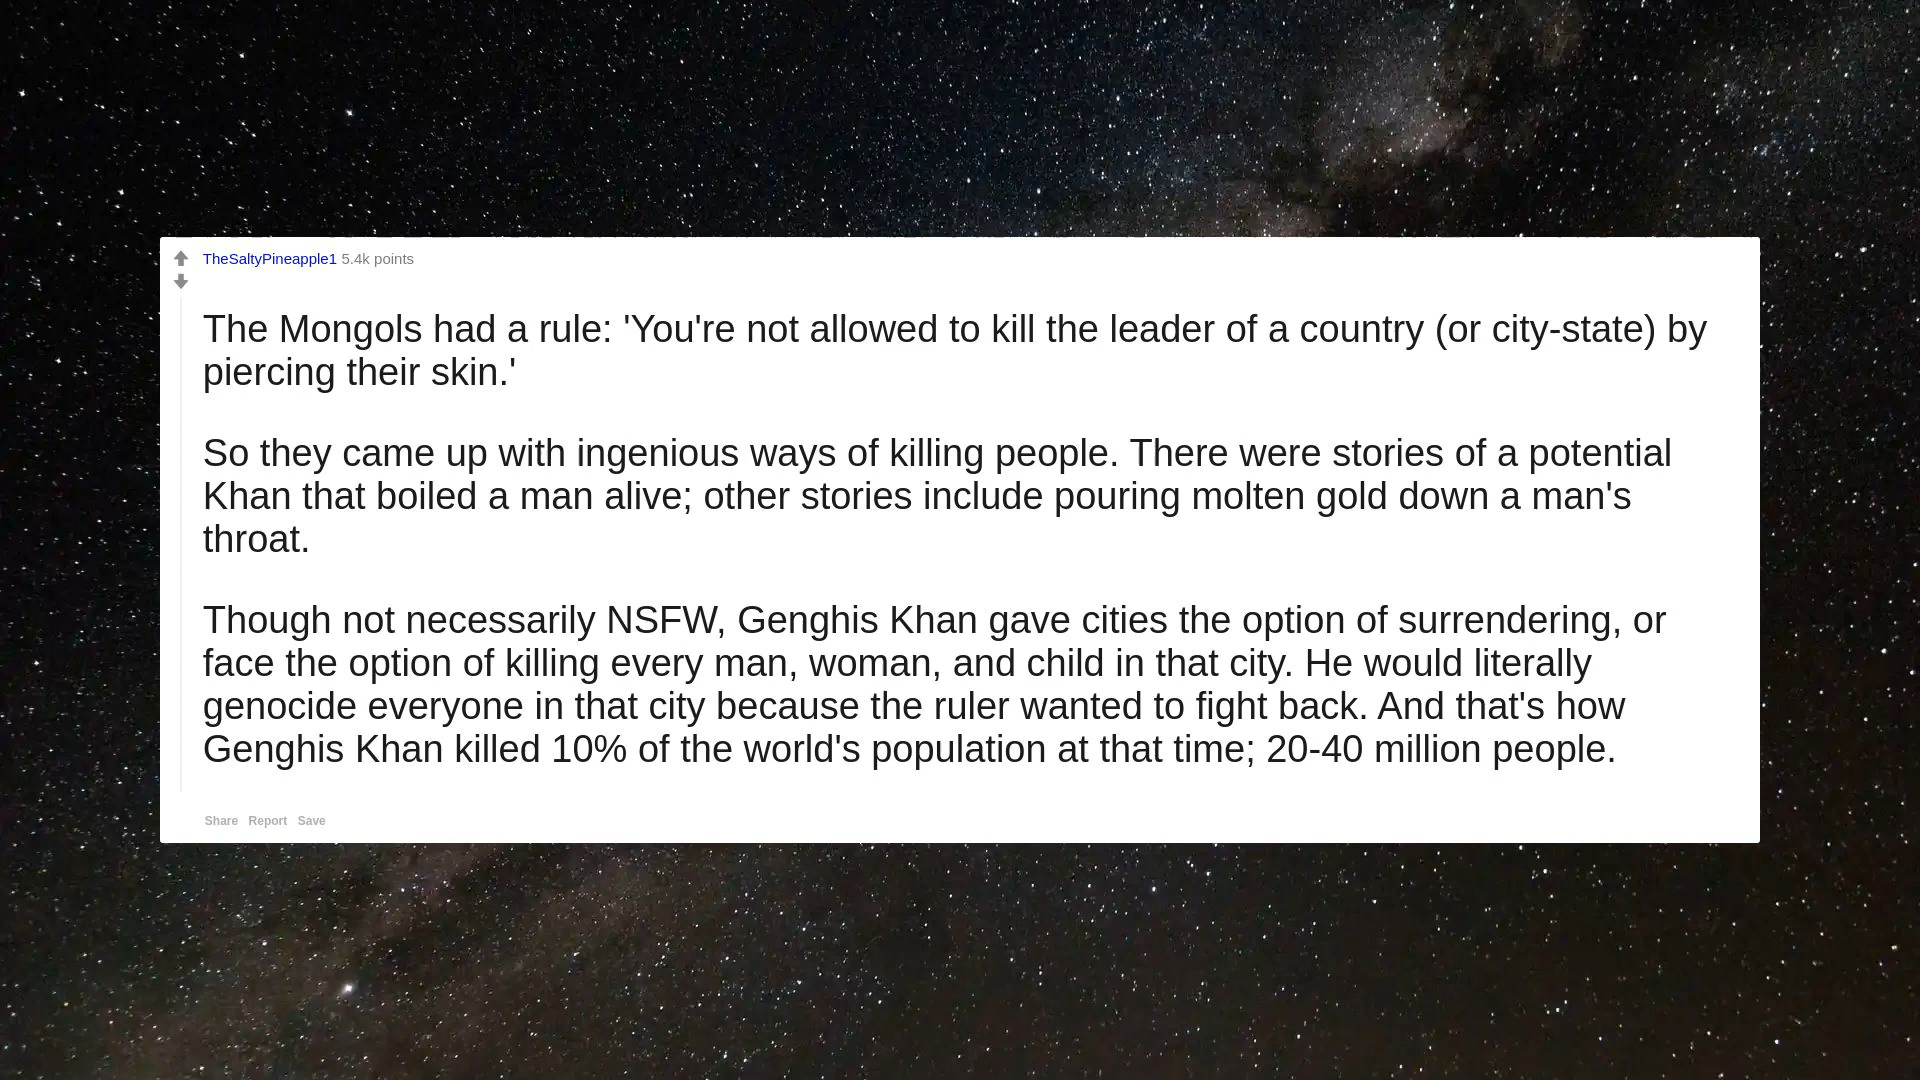 TheSaltyPineapple1 5.4k points
The Mongols had a rule: 'You're not allowed to kill the leader of a country (or city-state) by
piercing their skin.'
So they came up with ingenious ways of killing people. There were stories of a potential
Khan that boiled a man alive; other stories include pouring molten gold down a man's
throat.
Though not necessarily NSFW, Genghis Khan gave cities the option of surrendering, or
face the option of killing every man, woman, and child in that city. He would literally
genocide everyone in that city because the ruler wanted to fight back. And that's how
Genghis Khan killed 10% of the world's population at that time; 20-40 million people.
Share Report Save